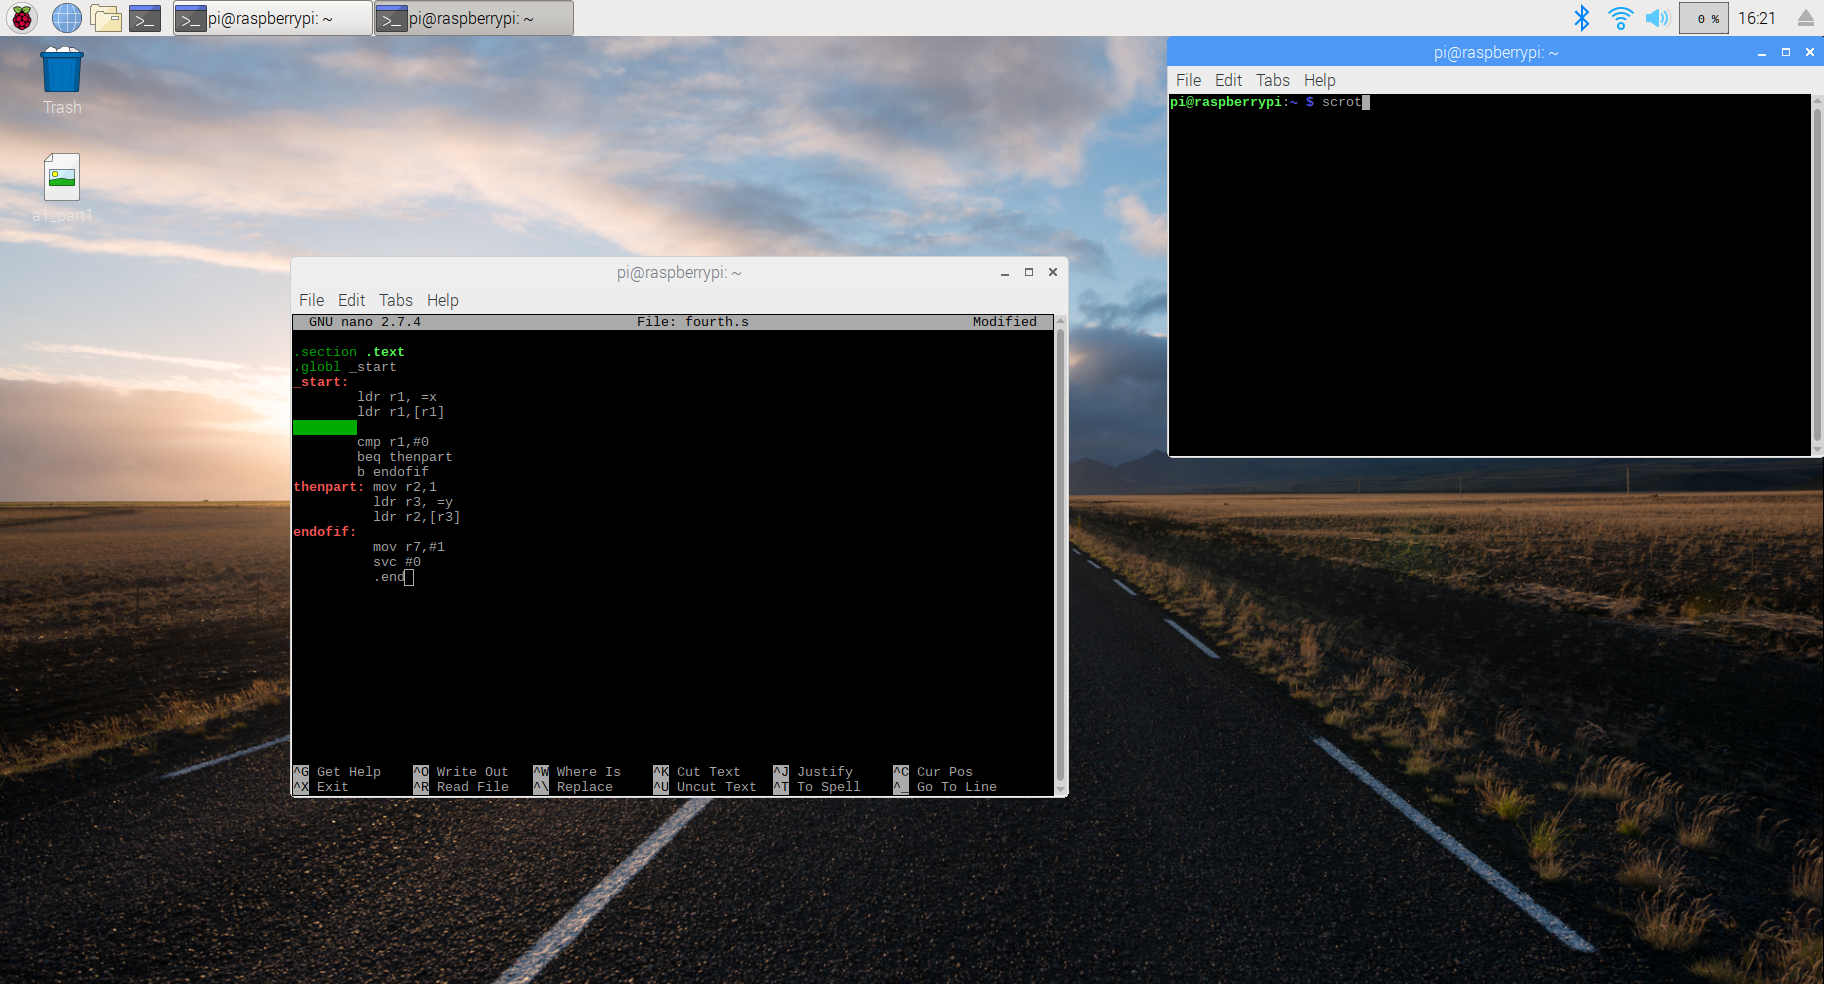 pi@raspberrypi: ~
pi@raspberrypi: ~
0 %
16:21
Trash
a1_part1
pi@raspberrypi: ~
File Edit Tabs Help
pi@raspberrypi:~ $ scrot
pi@raspberrypi: ~
File Edit Tabs Help
GNU nano 2.7.4 File: fourth.s Modified
.section .text
.globl _start
_start:
ldr r1, =x
ldr r1,[r1]
cmp r1,#0
beq thenpart
b endofif
thenpart: mov r2,1
ldr r3, =y
ldr r2,[r3]
endofif:
mov r7,#1
svc #0
.end
^G Get Help ^O Write Out ^W Where Is ^K Cut Text ^J Justify ^C Cur Pos
^X Exit ^R Read File ^\ Replace ^U Uncut Text ^T To Spell ^_ Go To Line